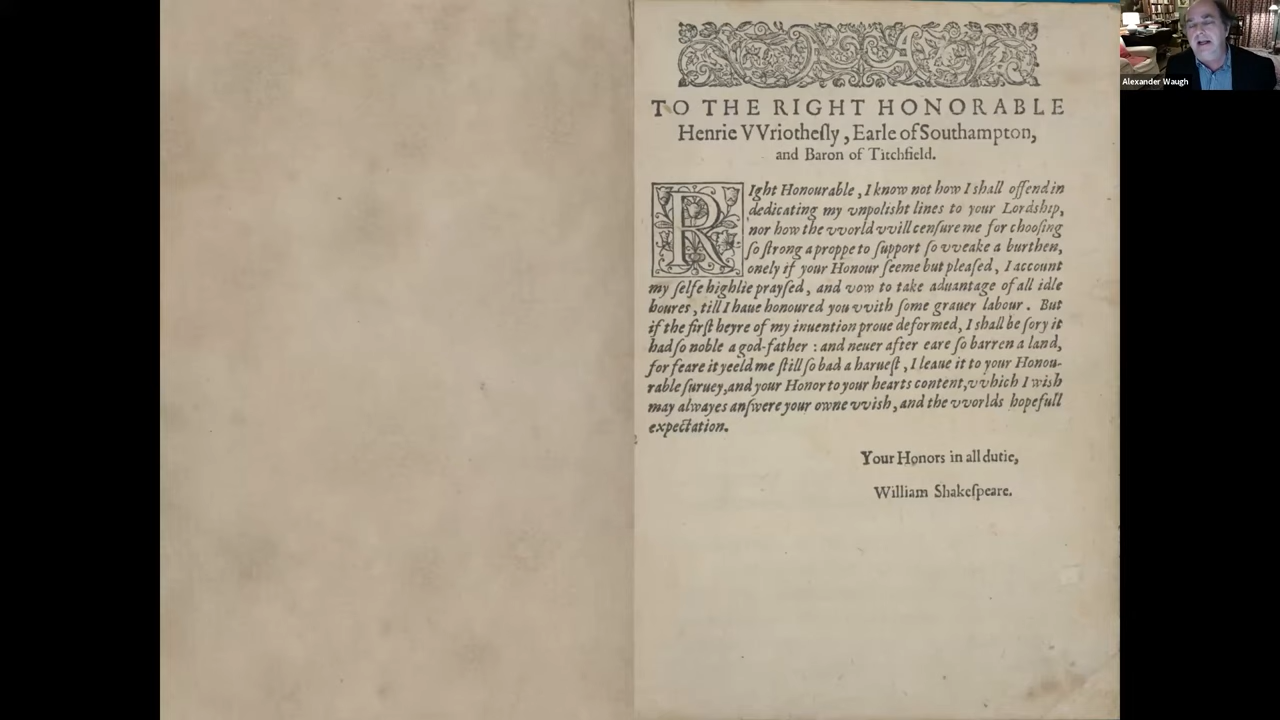 TO THE RIGHT HONORABLE
Henrie VVriotheſly, Earle of Southampton,
and Baron of Titchfield.
RIght Honourable, I know not how I shall offend in
dedicating my vnpolisht lines to your Lordship,
nor how the vvorld vvill cenſure me for chooſing
ſo ſtrong a proppe to ſupport ſo vveake a burthen,
onely if your Honour ſeeme but pleaſed, I account
my ſelfe highlie prayſed, and vow to take aduantage of all idle
houres, till I haue honoured you vvith ſome grauer labour. But
if the firſt heyre of my inuention proue deformed, I shall be ſory it
had ſo noble a god-father: and neuer after eare ſo barren a land,
for feare it yeeld me ſtill ſo bad a harueſt, I leaue it to your Honou-
rable ſuruey, and your Honor to your hearts content, vvhich I wish
may alwayes anſwere your owne vvish, and the vvorlds hopefull
expectation.
Your Honors in all dutie,
William Shakeſpeare.
Alexander Waugh